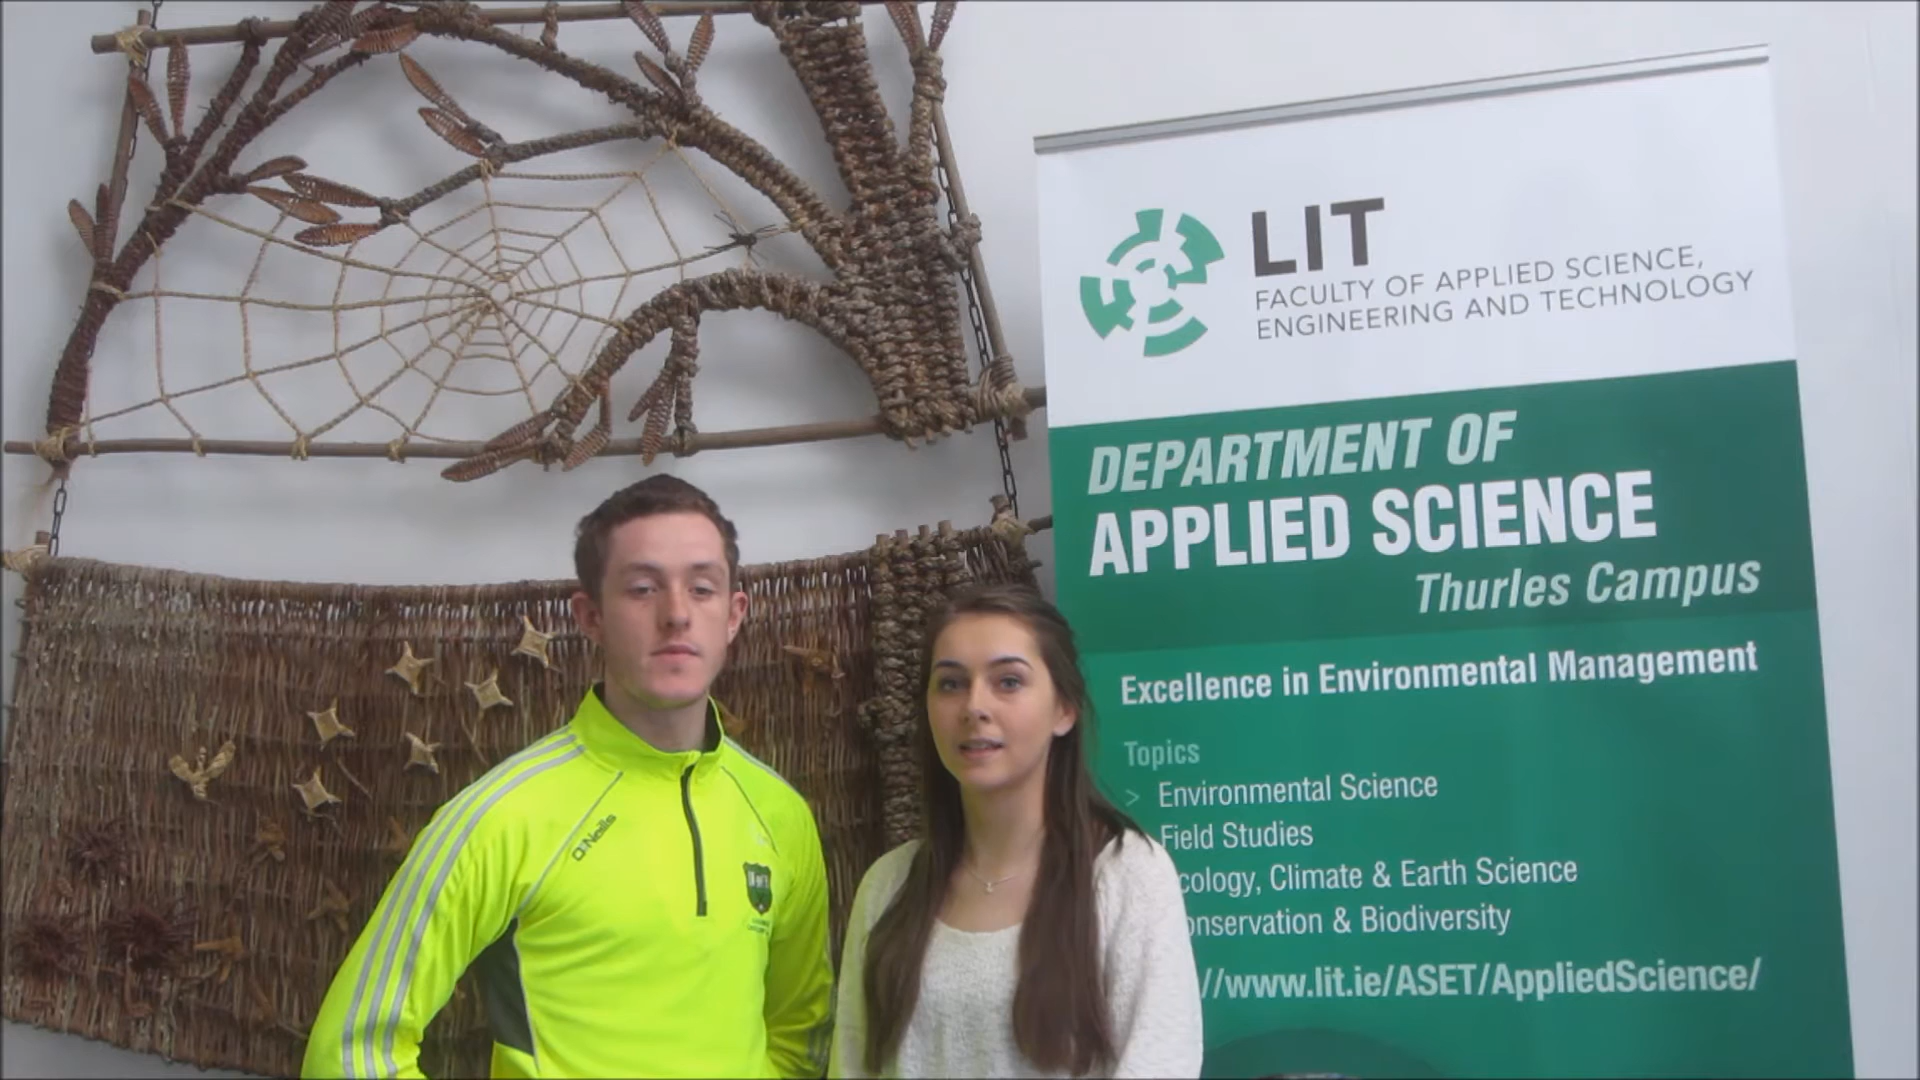 LIT
FACULTY OF APPLIED SCIENCE,
ENGINEERING AND TECHNOLOGY
DEPARTMENT OF
APPLIED SCIENCE
Thurles Campus
Excellence in Environmental Management
Topics
> Environmental Science
Field Studies
cology, Climate & Earth Science
onservation & Biodiversity
//www.lit.ie/ASET/AppliedScience/
O'Neills